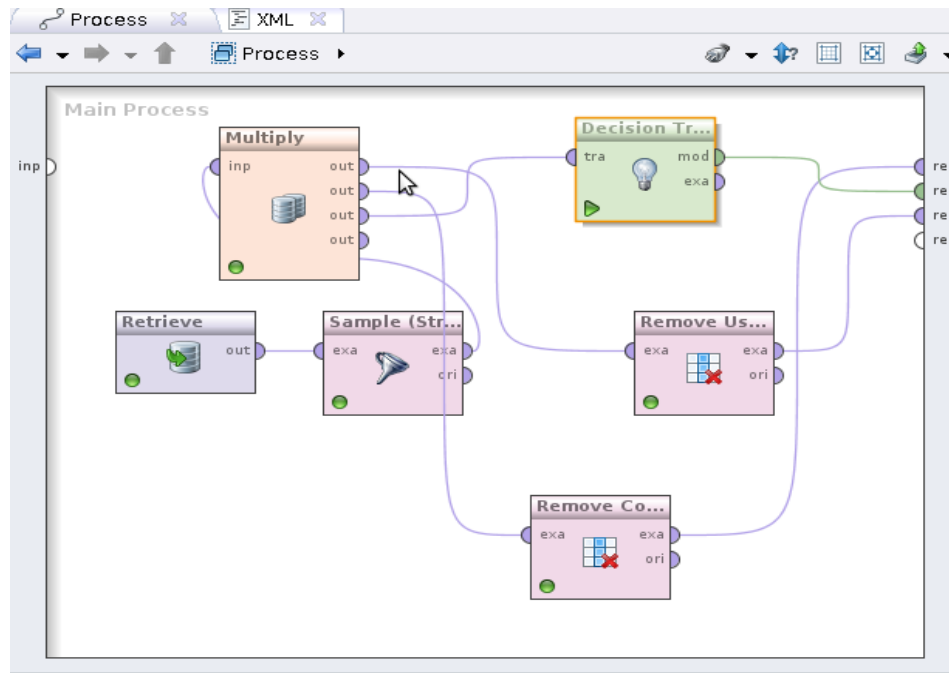 Process XML
Process
Main Process
inp
Multiply
inp out
out
out
out
Decision Tr...
tra mod
exa
re
re
re
re
Retrieve
out
Sample (Str...
exa exa
ori
Remove Us...
exa exa
ori
Remove Co...
exa exa
ori